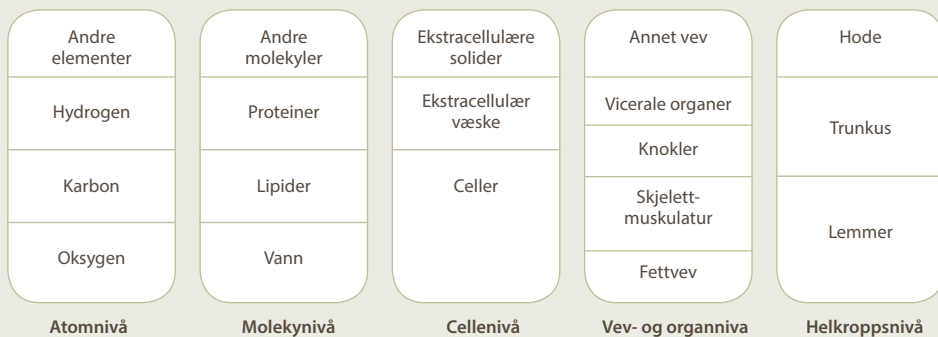 Andre
elementer
Hydrogen
Karbon
Oksygen
Atomnivå
Andre
molekyler
Proteiner
Lipider
Vann
Molekynivå
Ekstracellulære
solider
Ekstracellulær
væske
Celler
Cellenivå
Annet vev
Vicerale organer
Knokler
Skjelett-
muskulatur
Fettvev
Vev- og organniva
Hode
Trunkus
Lemmer
Helkroppsnivå